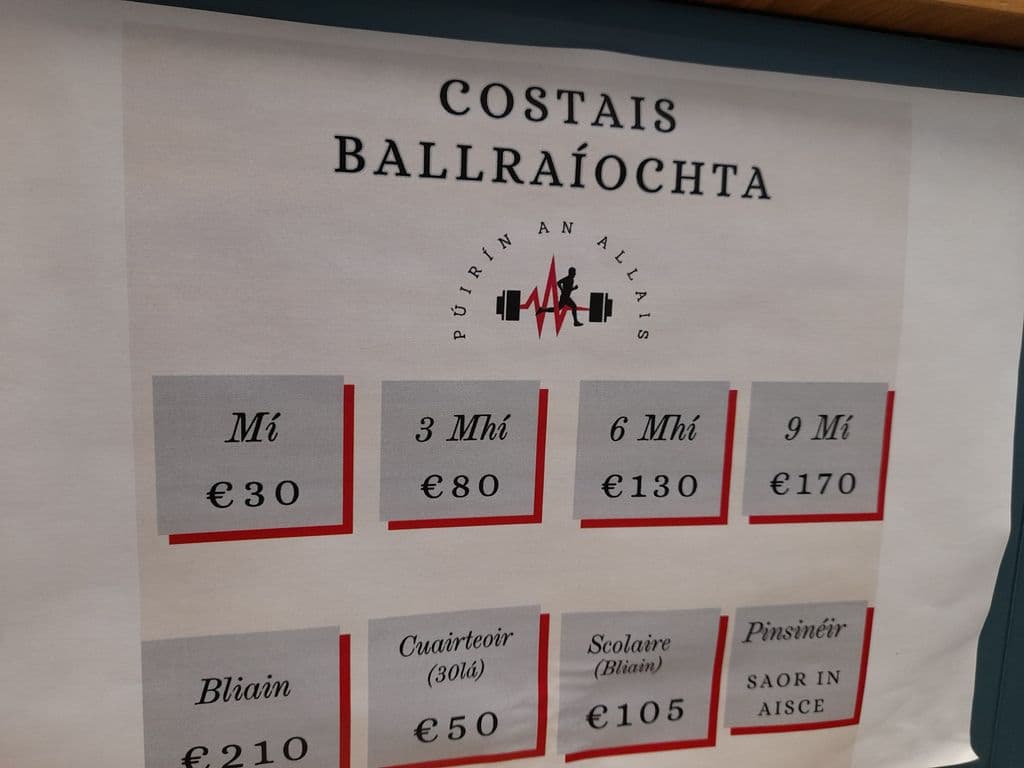 COSTAIS
BALLRAÍOCHTA
PÚIRÍN AN ALLAIS
Mí
€30
3 Mhí
€80
6 Mhí
€130
9 Mí
€170
Bliain
€210
Cuairteoir
(30lá)
€50
Scolaire
(Bliain)
€105
Pinsinéir
SAOR IN
AISCE